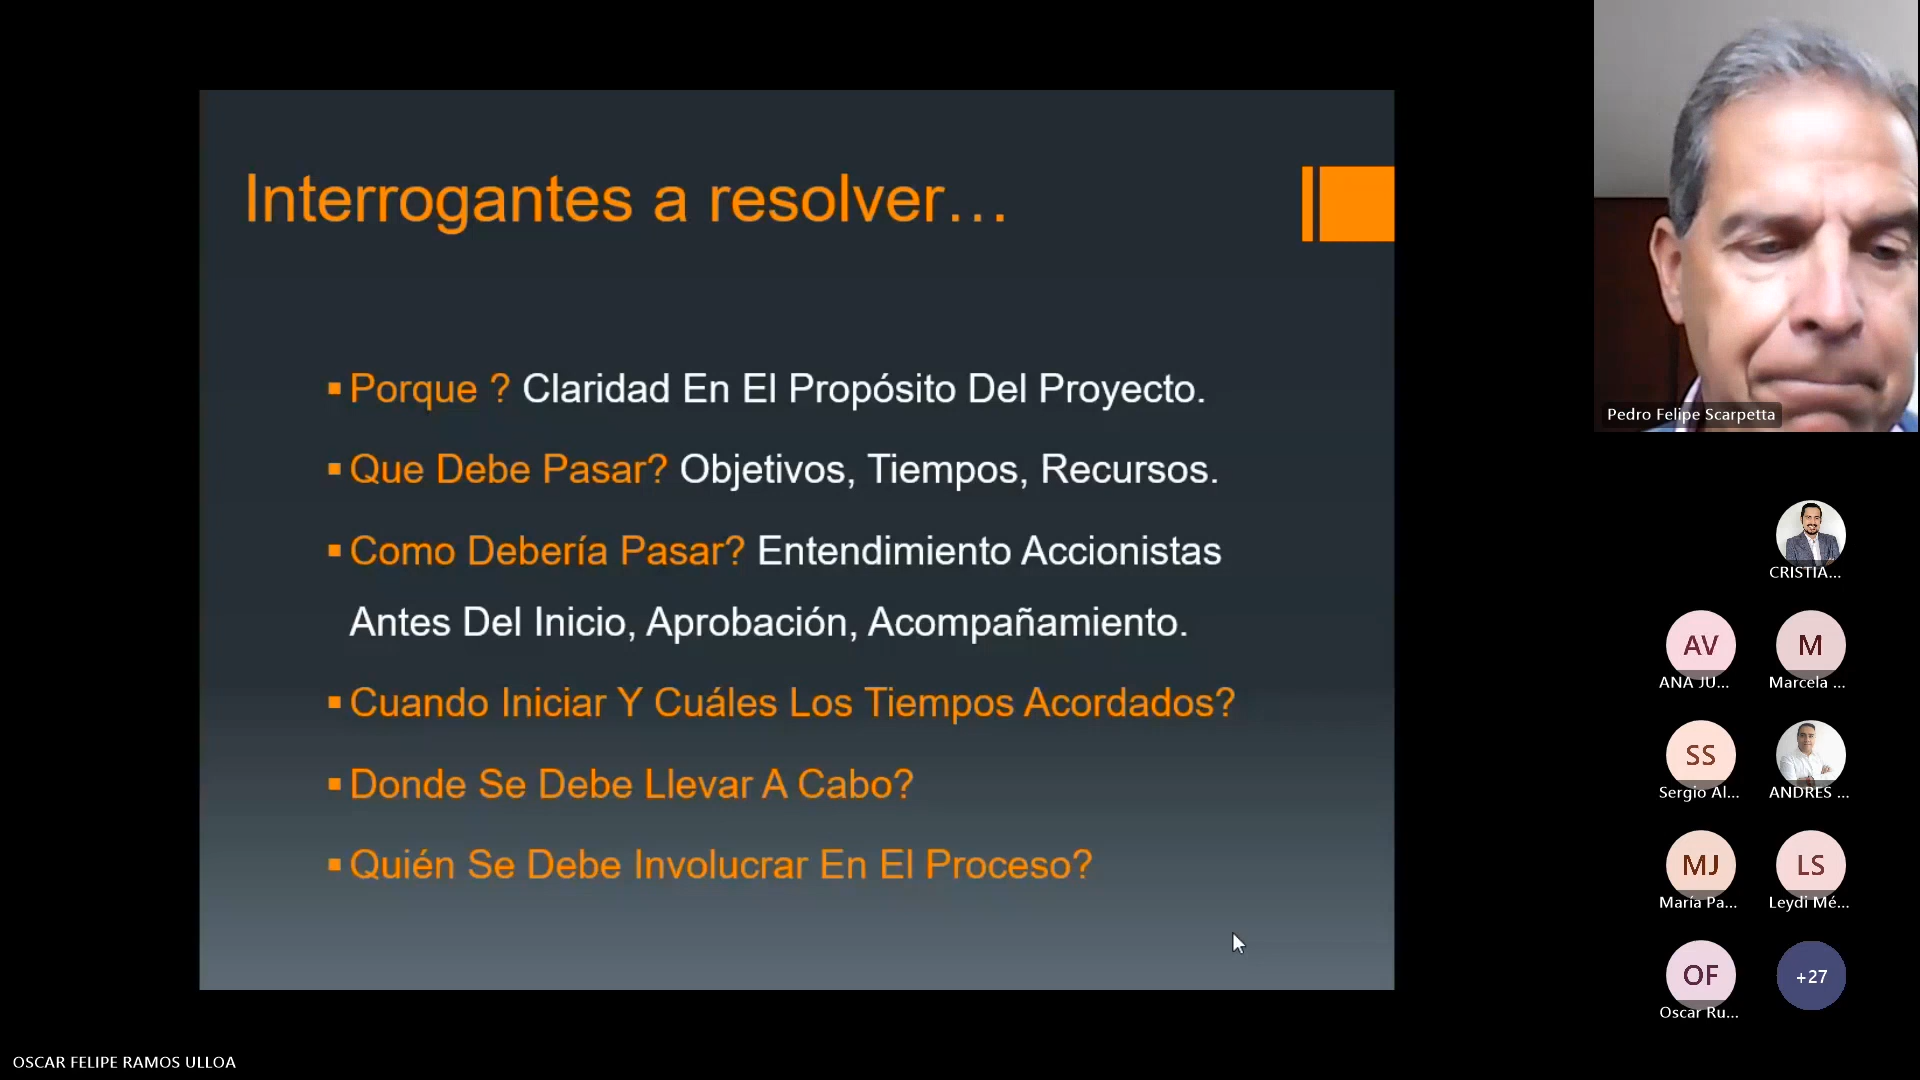 Interrogantes a resolver...
Porque ? Claridad En El Propósito Del Proyecto.
Que Debe Pasar? Objetivos, Tiempos, Recursos.
Como Debería Pasar? Entendimiento Accionistas
Antes Del Inicio, Aprobación, Acompañamiento.
Cuando Iniciar Y Cuáles Los Tiempos Acordados?
Donde Se Debe Llevar A Cabo?
Quién Se Debe Involucrar En El Proceso?
Pedro Felipe Scarpetta
CRISTIA...
AV
ANA JU...
M
Marcela ...
SS
Sergio Al...
ANDRES ...
MJ
María Pa...
LS
Leydi Mé...
OF
Oscar Ru...
+27
OSCAR FELIPE RAMOS ULLOA